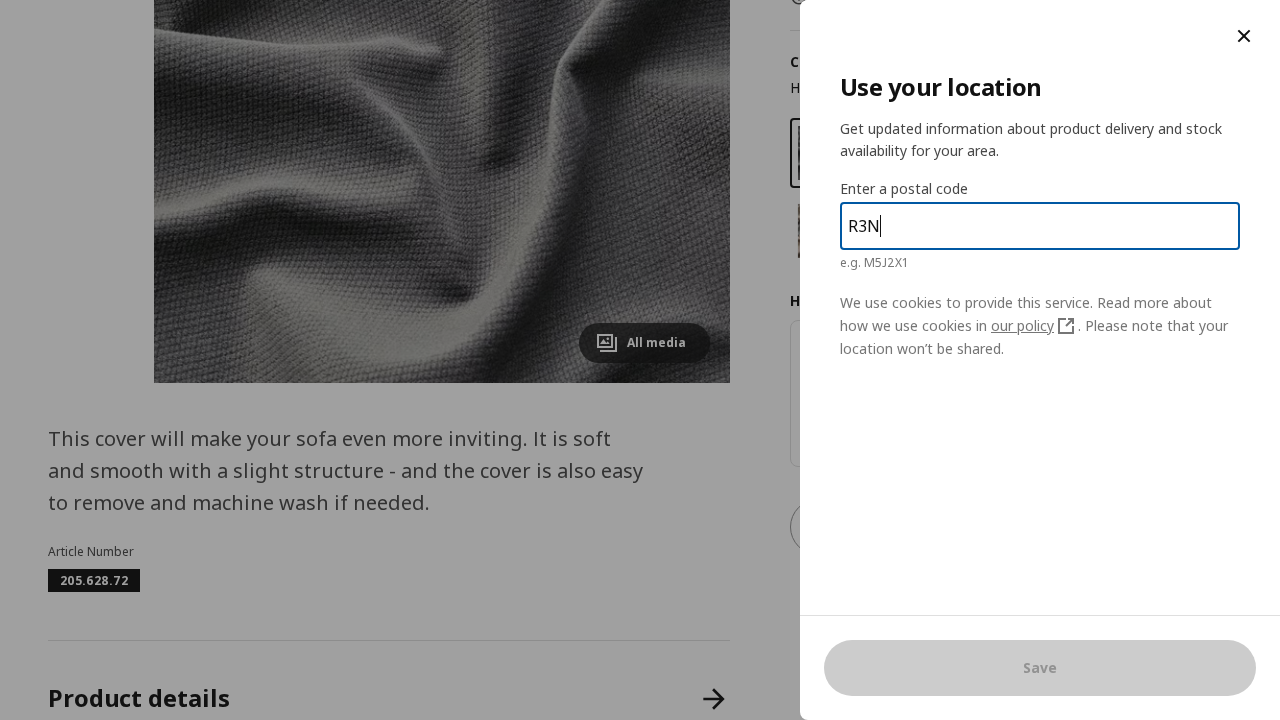 All media
This cover will make your sofa even more inviting. It is soft
and smooth with a slight structure - and the cover is also easy
to remove and machine wash if needed.
Article Number
205.628.72
Product details
C
H
H
Use your location
Get updated information about product delivery and stock
availability for your area.
Enter a postal code
R3N
e.g. M5J2X1
We use cookies to provide this service. Read more about
how we use cookies in our policy . Please note that your
location won’t be shared.
Save